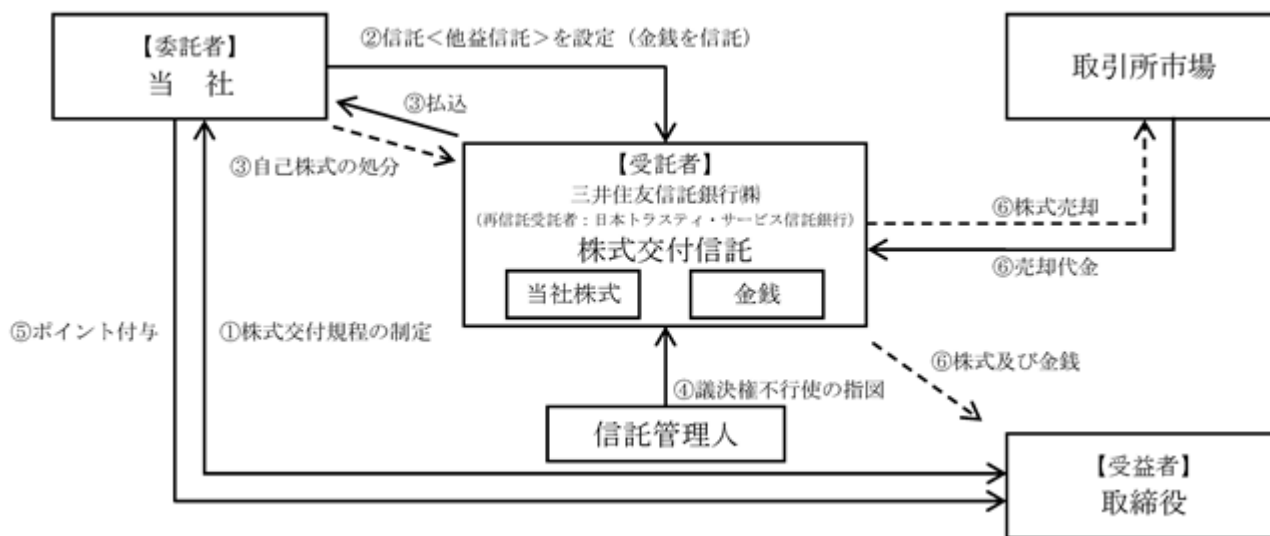 【委託者】
当　社
②信託＜他益信託＞を設定（金銭を信託）
取引所市場
③払込
③自己株式の処分
【受託者】
三井住友信託銀行㈱
（再信託受託者：日本トラスティ・サービス信託銀行）
株式交付信託
当社株式
金銭
⑥株式売却
⑥売却代金
⑤ポイント付与
①株式交付規程の制定
④議決権不行使の指図
⑥株式及び金銭
信託管理人
【受益者】
取締役